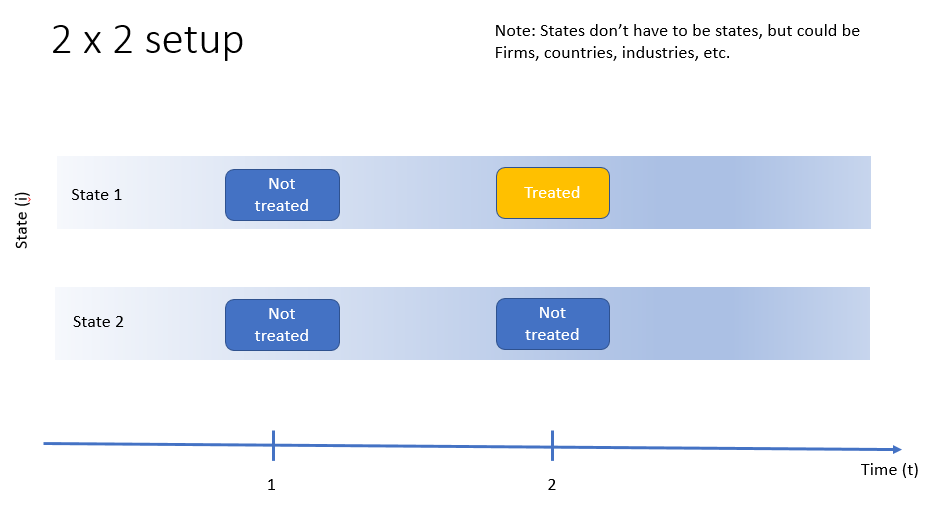 2 x 2 setup
Note: States don’t have to be states, but could be
Firms, countries, industries, etc.
State (i)
State 1
Not
treated
Treated
State 2
Not
treated
Not
treated
1
2
Time (t)